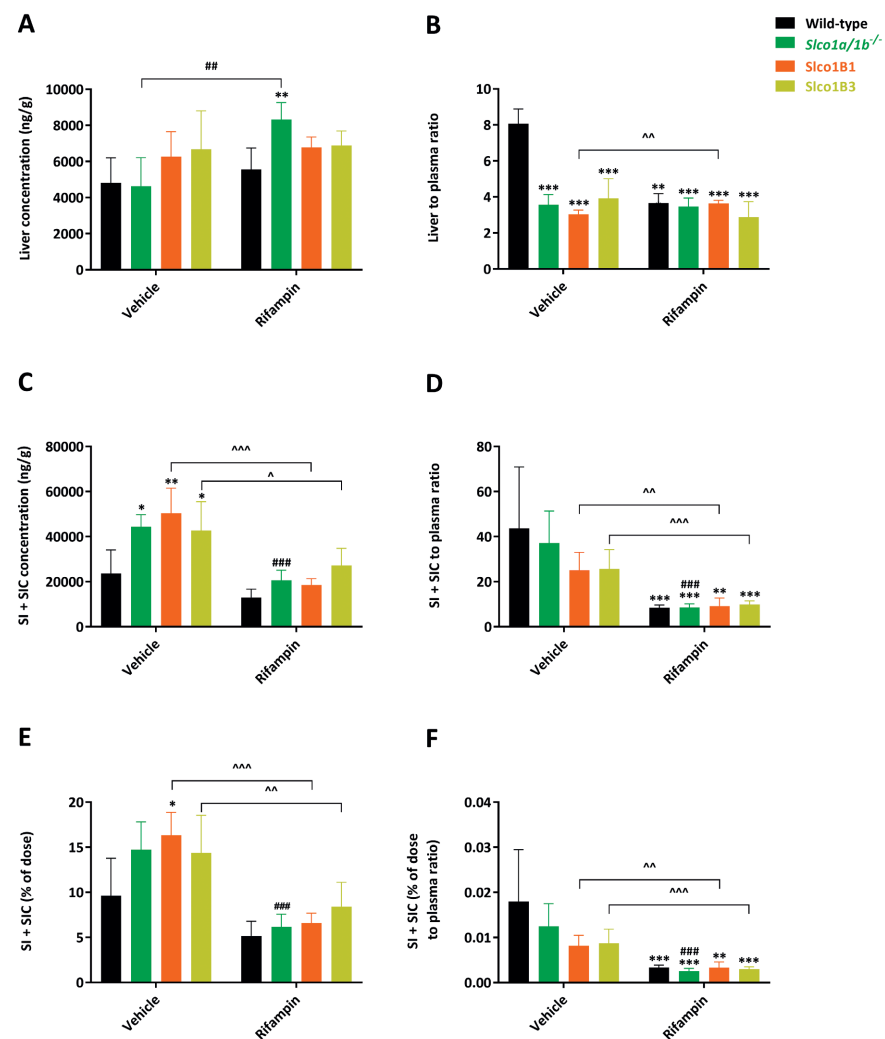 A
B
Wild-type
Slco1a/1b-/-
Slco1B1
Slco1B3
##
**
Liver concentration (ng/g)
10000
8000
6000
4000
2000
0
Vehicle
Rifampin
^^
***
***
***
**
***
***
***
Liver to plasma ratio
8
6
4
2
0
Vehicle
Rifampin
C
D
^^^
^
*
**
*
###
SI + SIC concentration (ng/g)
80000
60000
40000
20000
0
Vehicle
Rifampin
^^
^^^
###
***
***
**
***
SI + SIC to plasma ratio
80
60
40
20
0
Vehicle
Rifampin
E
F
^^^
^^
*
###
SI + SIC (% of dose)
20
15
10
5
0
Vehicle
Rifampin
^^
^^^
###
***
***
**
***
SI + SIC (% of dose
to plasma ratio)
0.04
0.03
0.02
0.01
0.00
Vehicle
Rifampin